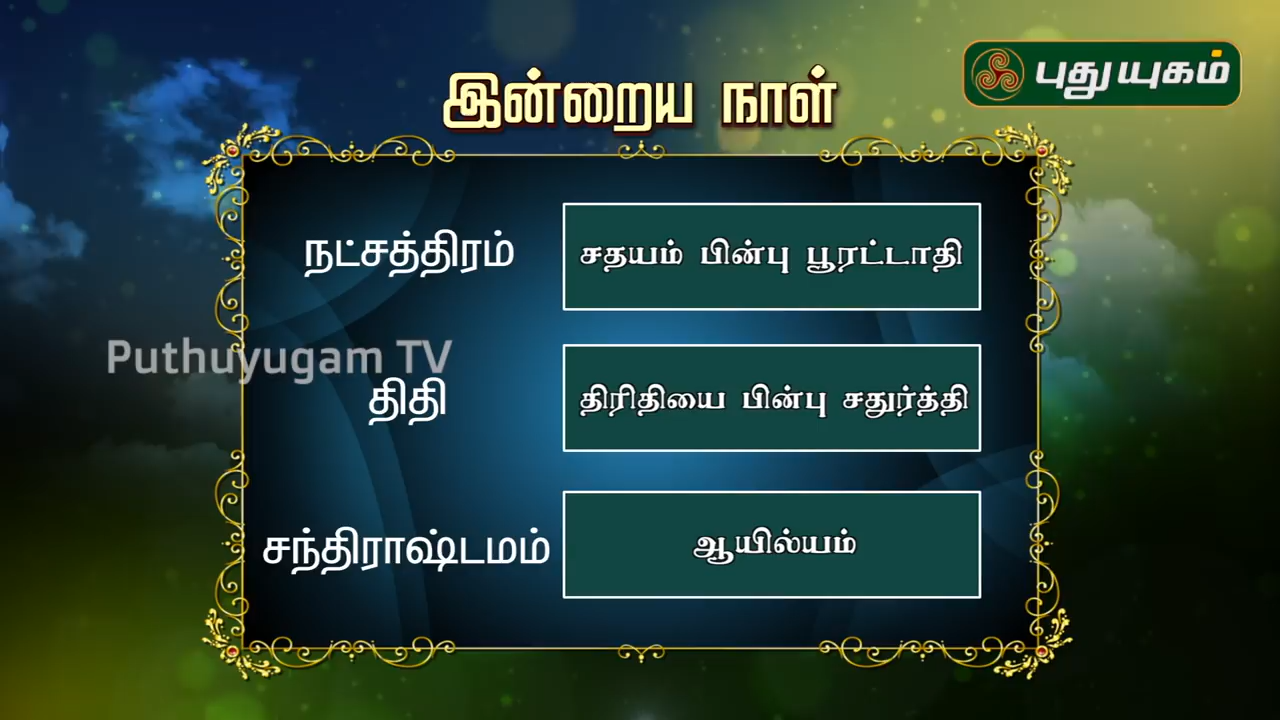 இன்றைய நாள்
புதுயுகம்
நட்சத்திரம்
சதயம் பின்பு பூரட்டாதி
Puthuyugam TV
திதி
திரிதியை பின்பு சதுர்த்தி
சந்திராஷ்டமம்
ஆயில்யம்